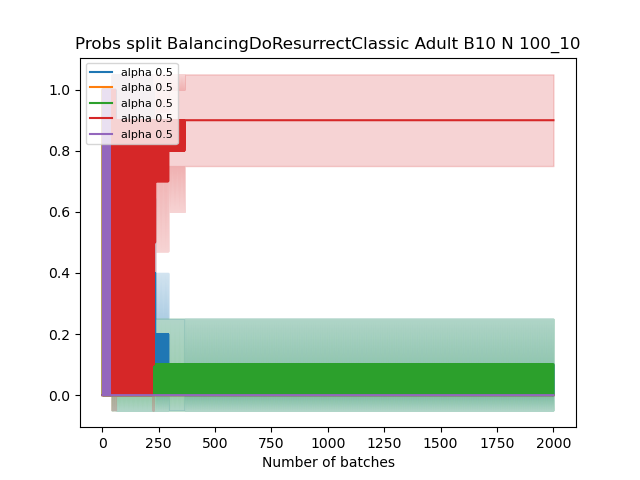 Probs split BalancingDoResurrectClassic Adult B10 N 100_10
alpha 0.5
alpha 0.5
alpha 0.5
alpha 0.5
alpha 0.5
1.0
0.8
0.6
0.4
0.2
0.0
0 250 500 750 1000 1250 1500 1750 2000
Number of batches